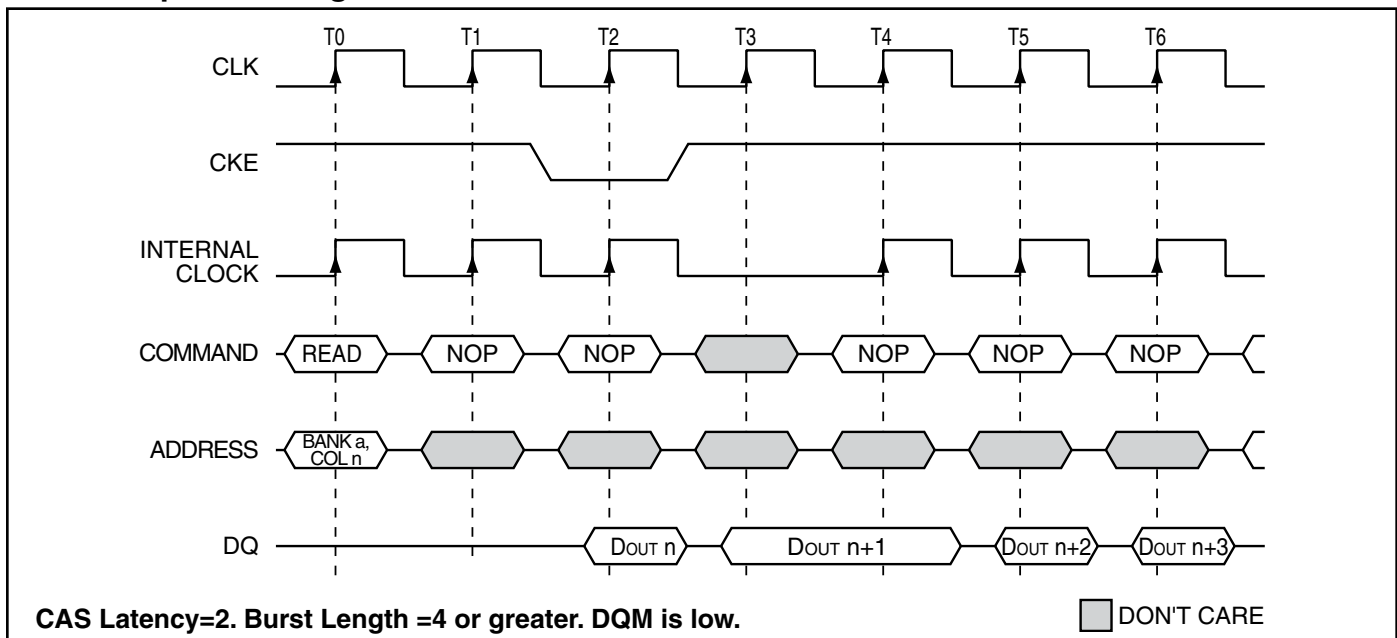 T0 T1 T2 T3 T4 T5 T6
CLK
CKE
INTERNAL
CLOCK
COMMAND READ NOP NOP NOP NOP NOP
ADDRESS BANK a,
COL n
DQ DOUT n DOUT n+1 DOUT n+2 DOUT n+3
CAS Latency=2. Burst Length =4 or greater. DQM is low. DON'T CARE